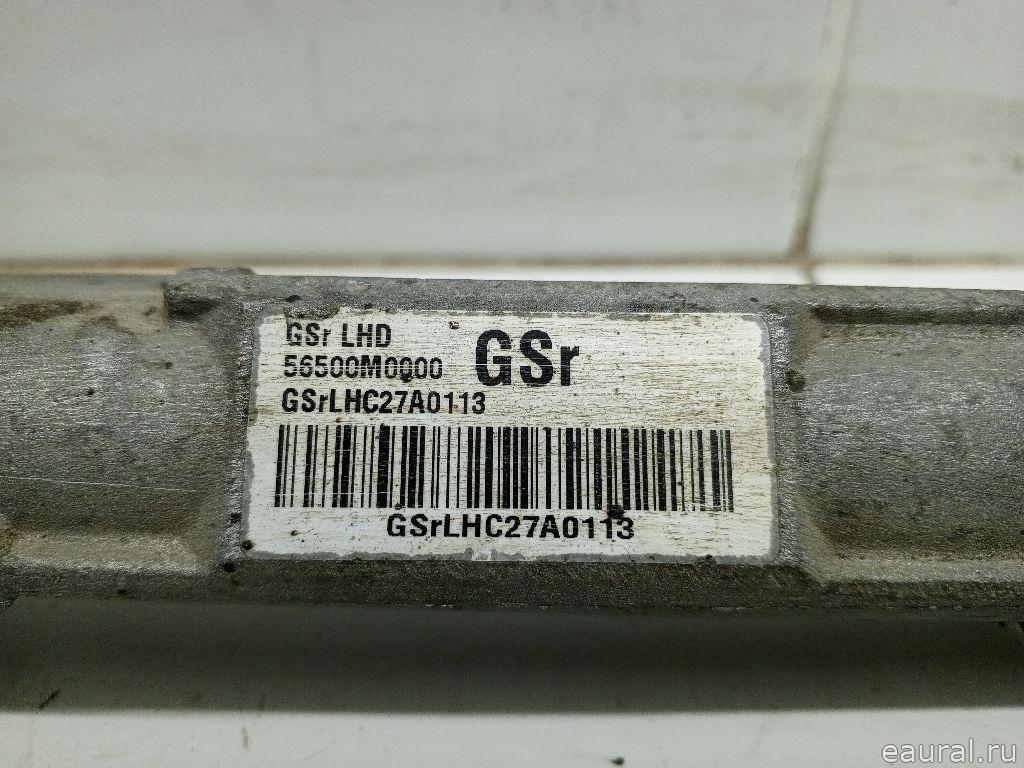 GSr LHD
56500M0000
GSr
GSrLHC27A0113
GSrLHC27A0113
eaural.ru